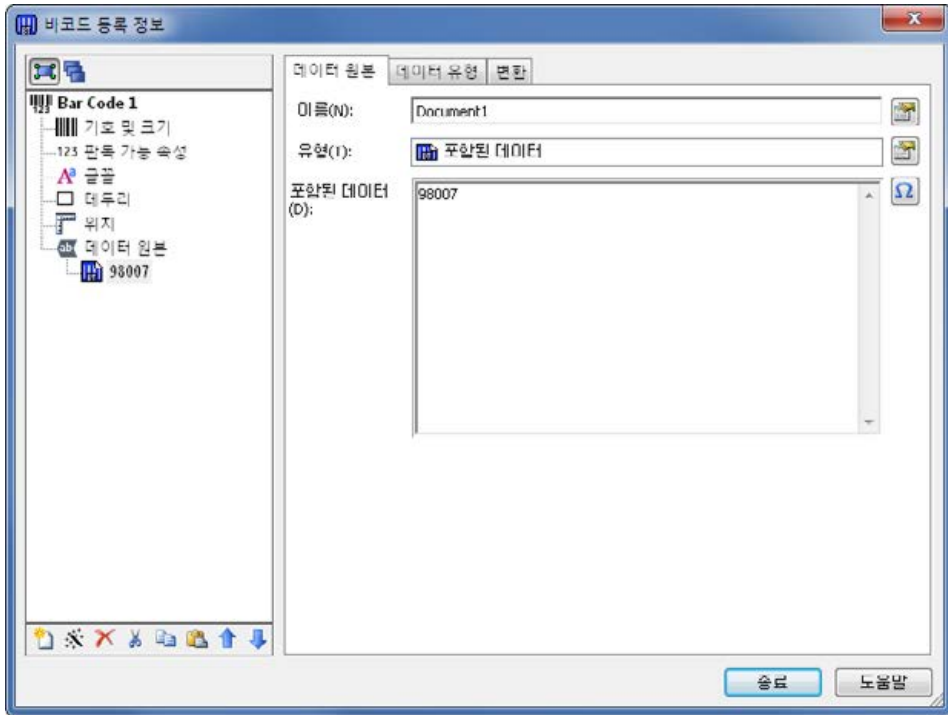 바코드 등록 정보
Bar Code 1
기호 및 크기
123 판독 가능 속성
글꼴
테두리
위치
데이터 원본
98007
데이터 원본 데이터 유형 변환
이름(N): Document1
유형(T): 포함된 데이터
포함된 데이터 98007
(D):
종료 도움말